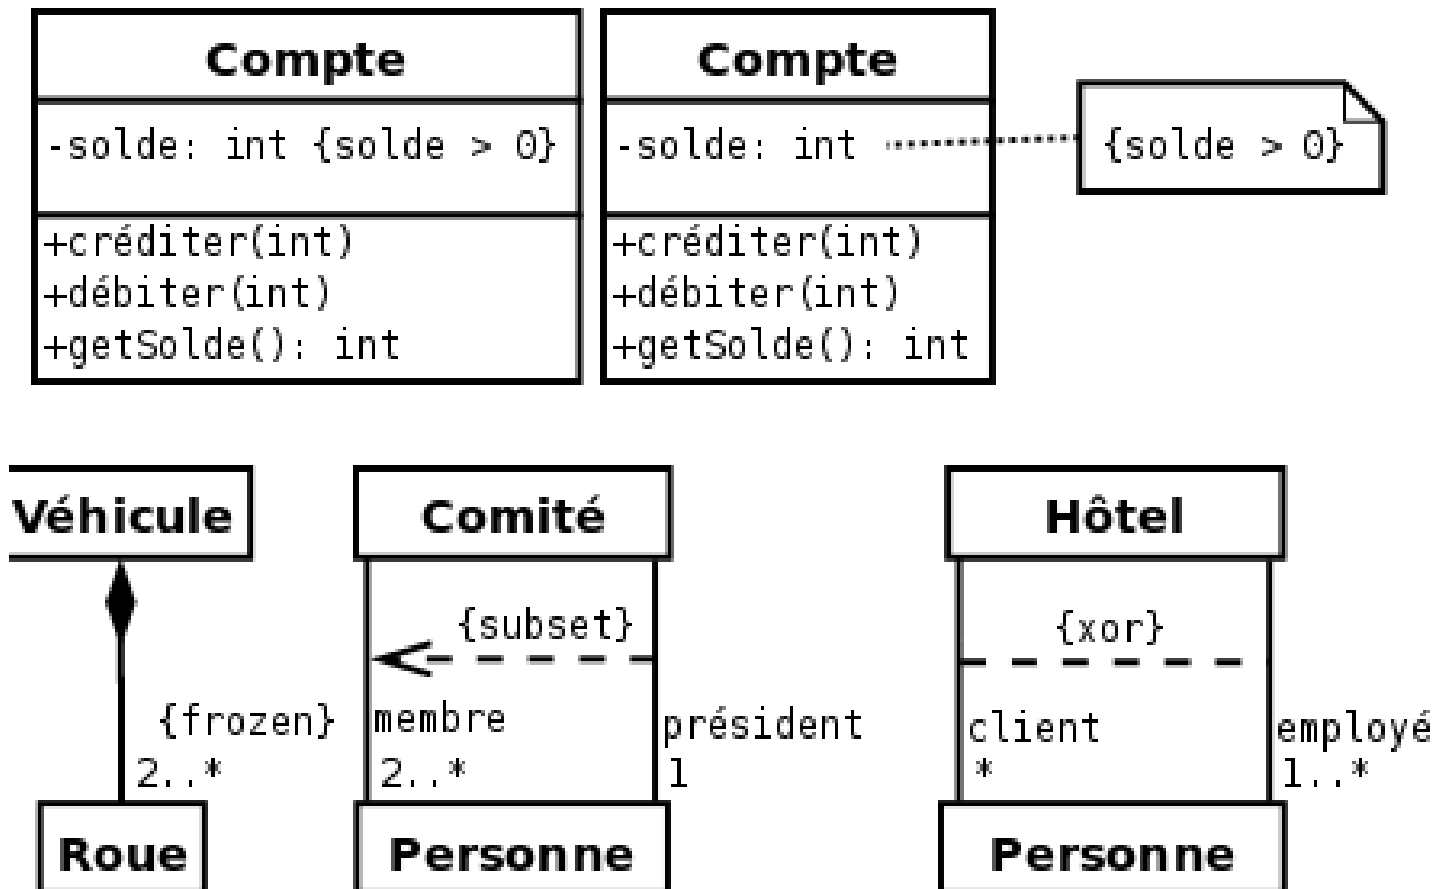 Compte
-solde: int {solde > 0}
+créditer(int)
+débiter(int)
+getSolde(): int
Compte
-solde: int
+créditer(int)
+débiter(int)
+getSolde(): int
{solde > 0}
Véhicule
{frozen}
2..*
Roue
Comité
{subset}
membre
2..*
président
1
Personne
Hôtel
{xor}
client
*
employé
1..*
Personne